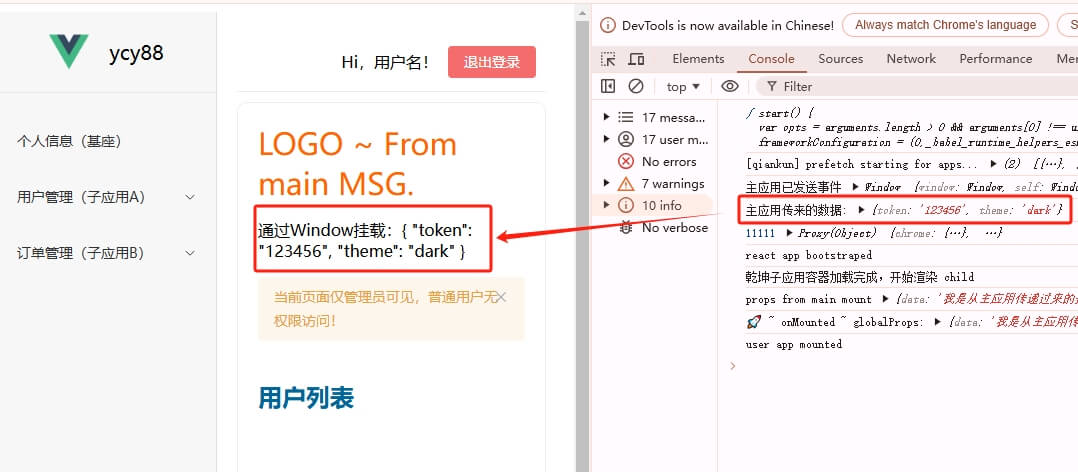 ycy88
Hi，用户名！
退出登录
个人信息（基座）
用户管理（子应用A）
订单管理（子应用B）
LOGO ~ From
main MSG.
通过Window挂载：{ "token":
"123456", "theme": "dark" }
当前页面仅管理员可见，普通用户无
权限访问！
用户列表
DevTools is now available in Chinese!
Always match Chrome's language
S
Elements
Console
Sources
Network
Performance
Mer
top
Filter
17 messa...
17 user m...
No errors
7 warnings
10 info
No verbose
ƒ start() {
var opts = arguments.length > 0 && arguments[0] !== u
frameworkConfiguration = (0,_babel_runtime_helpers_es
[qiankun] prefetch starting for apps... (2) [{…},
主应用已发送事件 Window {window: Window, self: Windo
主应用传来的数据： {token: '123456', theme: 'dark'}
11111 Proxy(Object) {chrome: {…}, …}
react app bootstraped
乾坤子应用容器加载完成，开始渲染 child
props from main mount {data: '我是从主应用传递过来的
🚀 ~ onMounted ~ globalProps: {data: '我是从主应用传
user app mounted